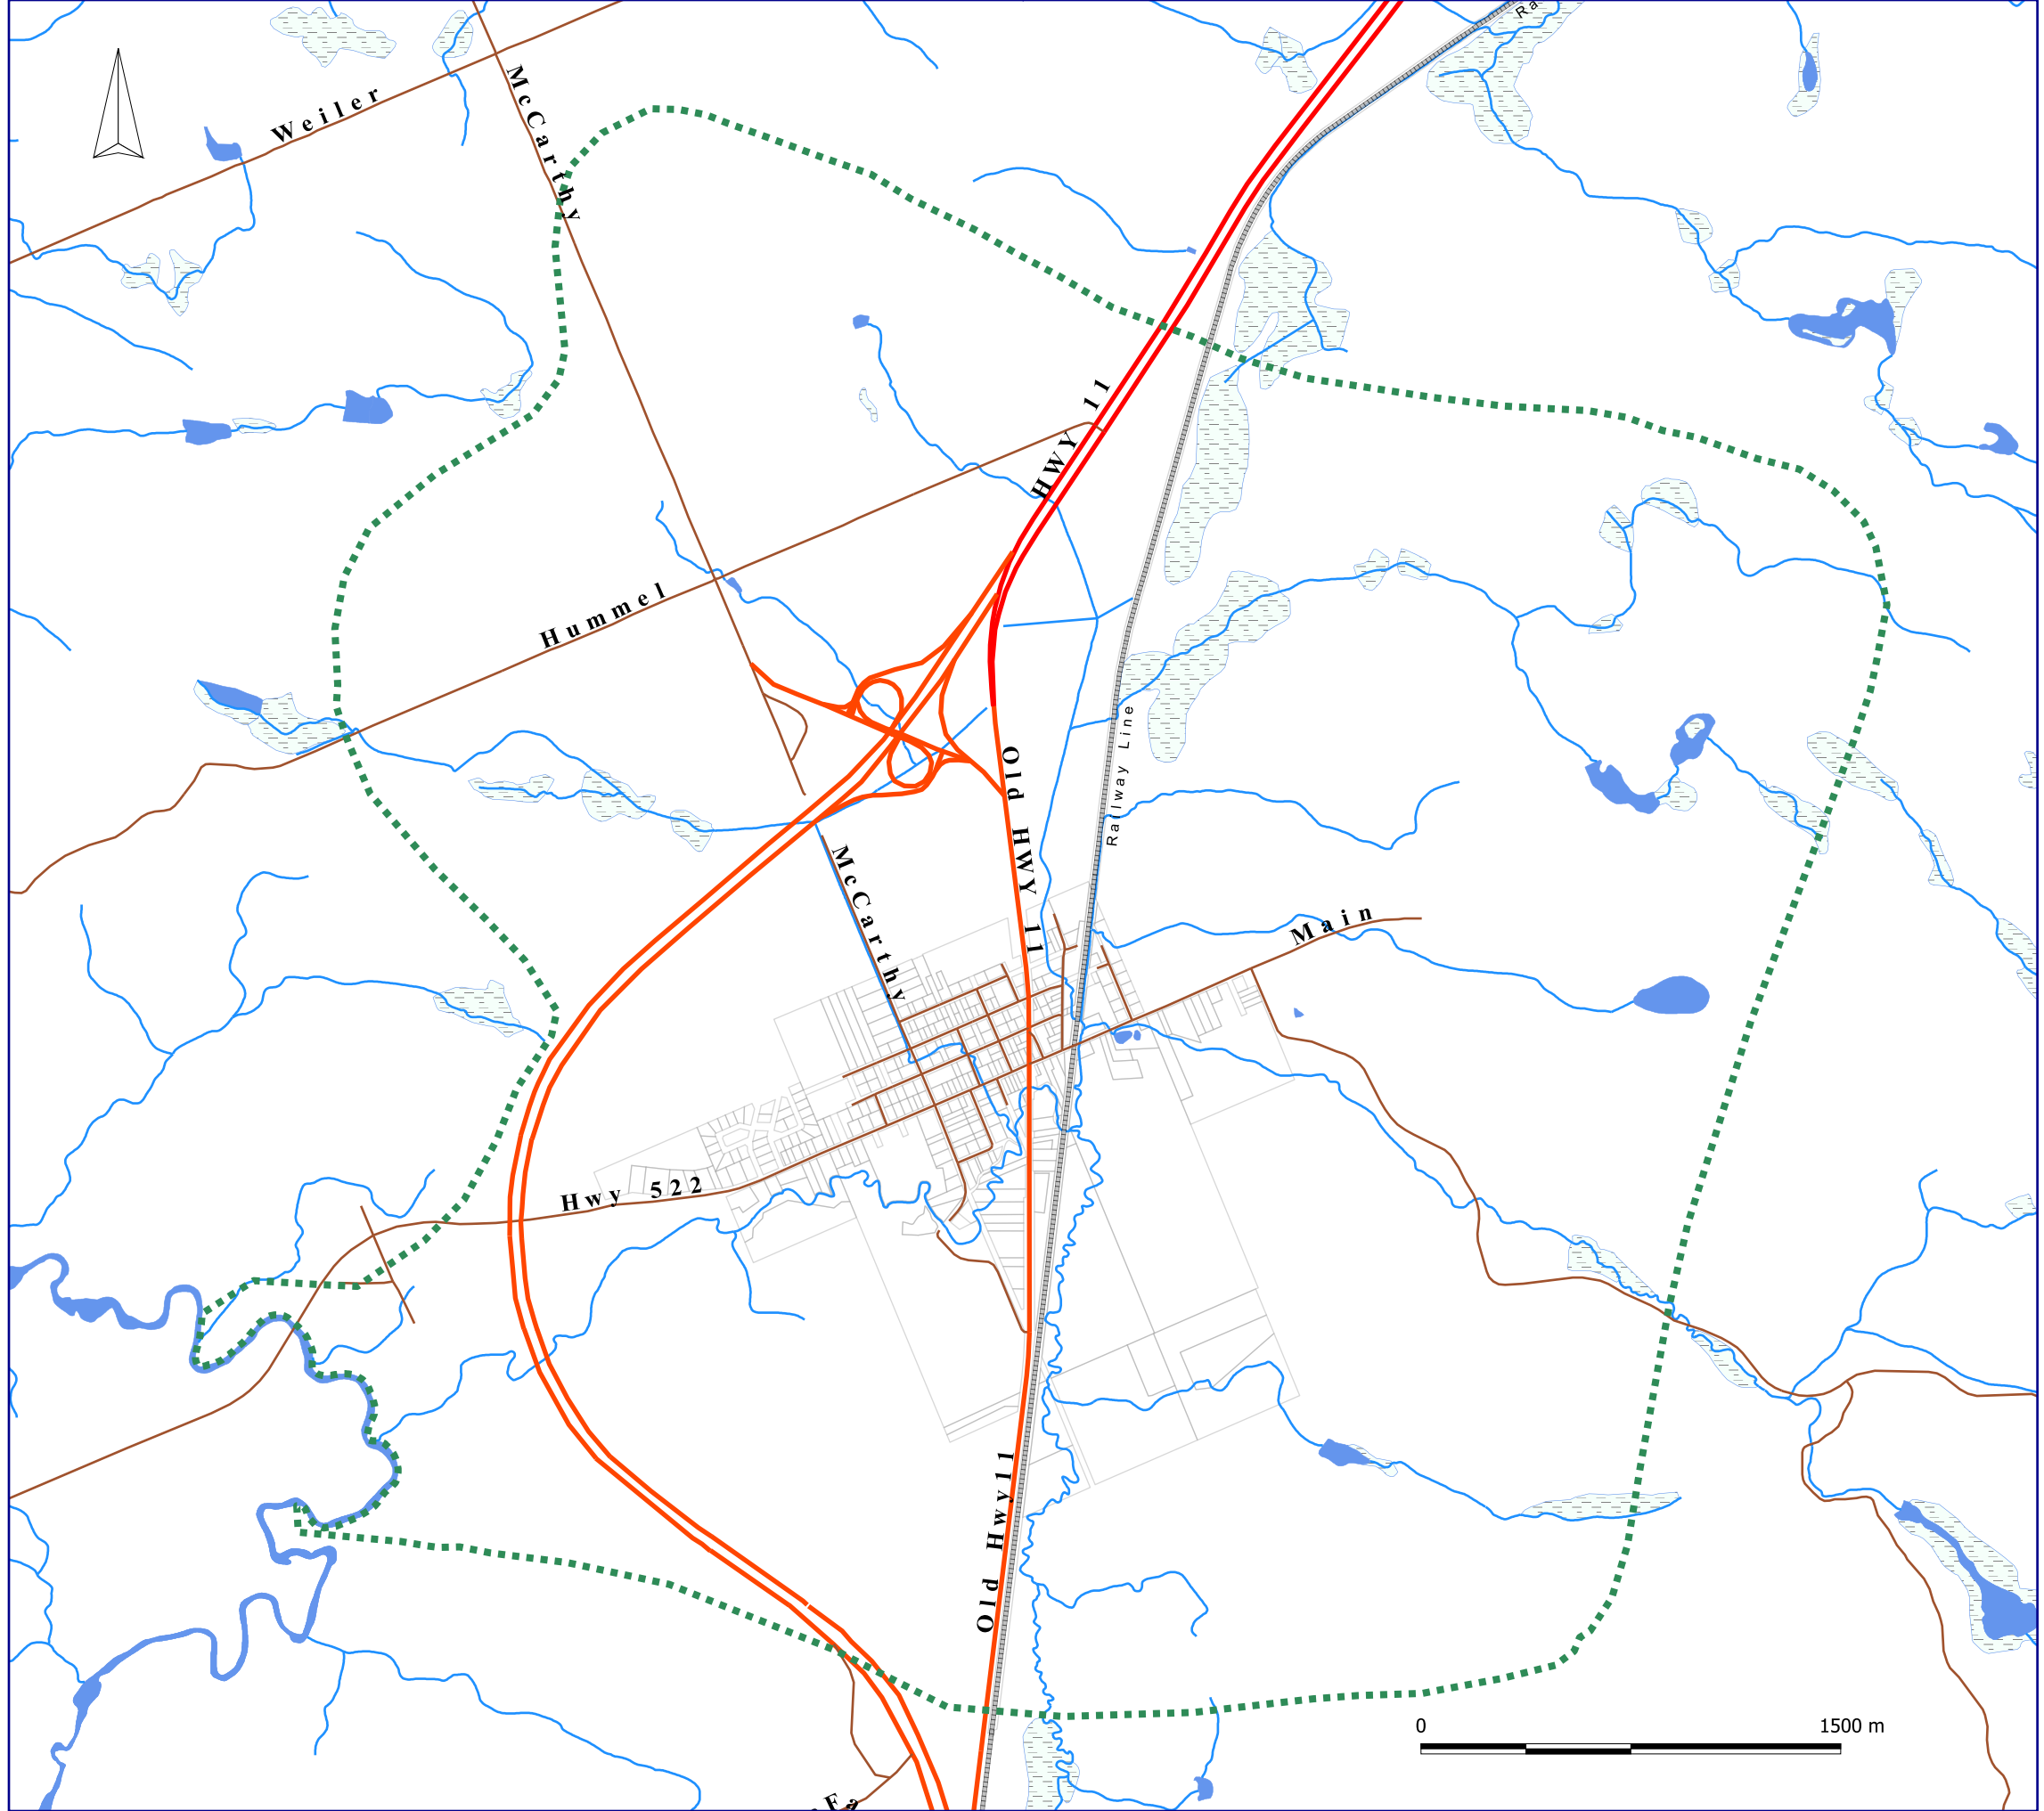 Weiler
McCarthy
HWY 11
Hummel
Old HWY 11
Railway Line
McCarthy
Main
Hwy 522
Old Hwy11
0 1500 m